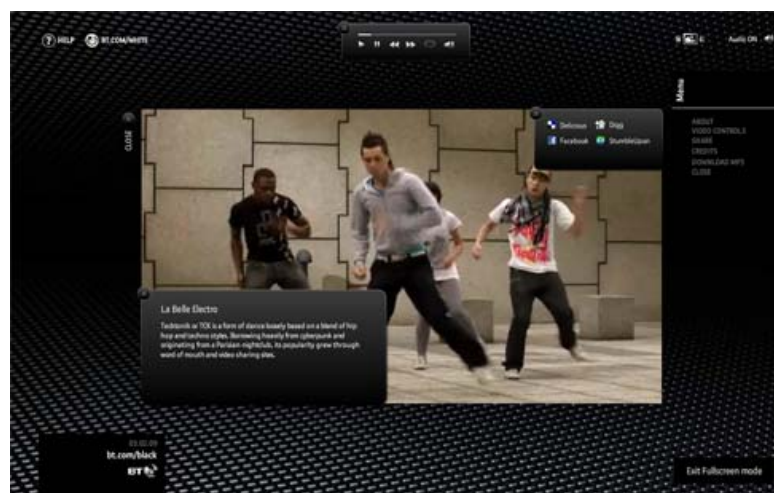 HELP
BT.COM/WHITE
Audio ON
Menu
ABOUT
VIDEO CONTROLS
SHARE
CREDITS
DOWNLOAD MP3
CLOSE
CLOSE
Delicious
Digg
Facebook
StumbleUpon
La Belle Electro
Tecktonik or TCK is a form of dance loosely based on a blend of hip
hop and techno styles. Borrowing heavily from cyberpunk and
originating from a Parisian nightclub, its popularity grew through
word of mouth and video sharing sites.
bt.com/black
BT
Exit Fullscreen mode